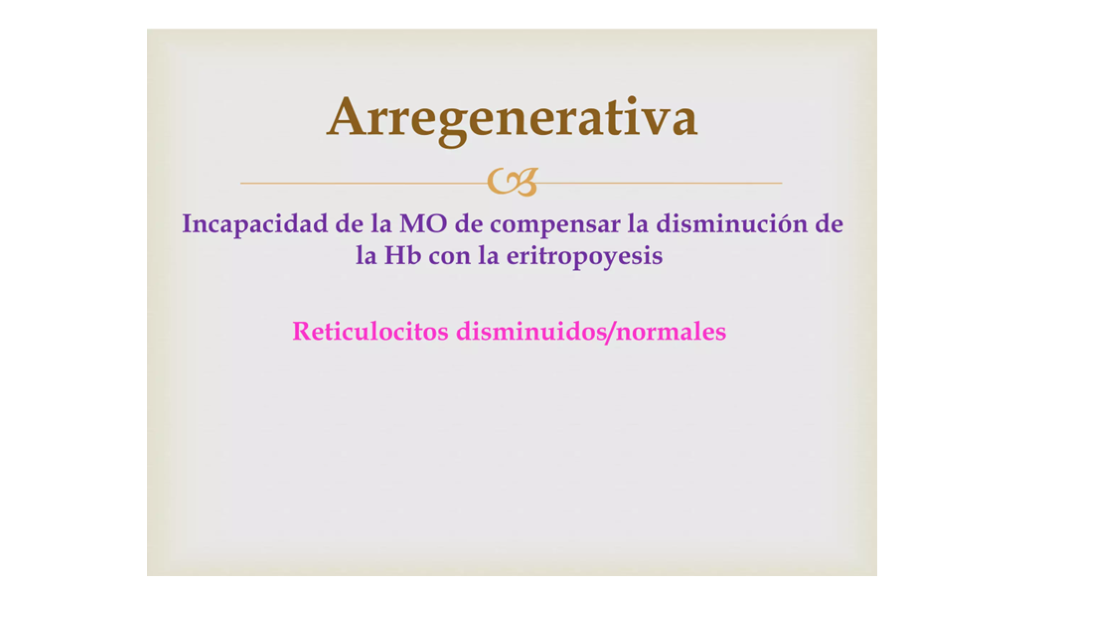 Arregenerativa
Incapacidad de la MO de compensar la disminución de
la Hb con la eritropoyesis
Reticulocitos disminuidos/normales